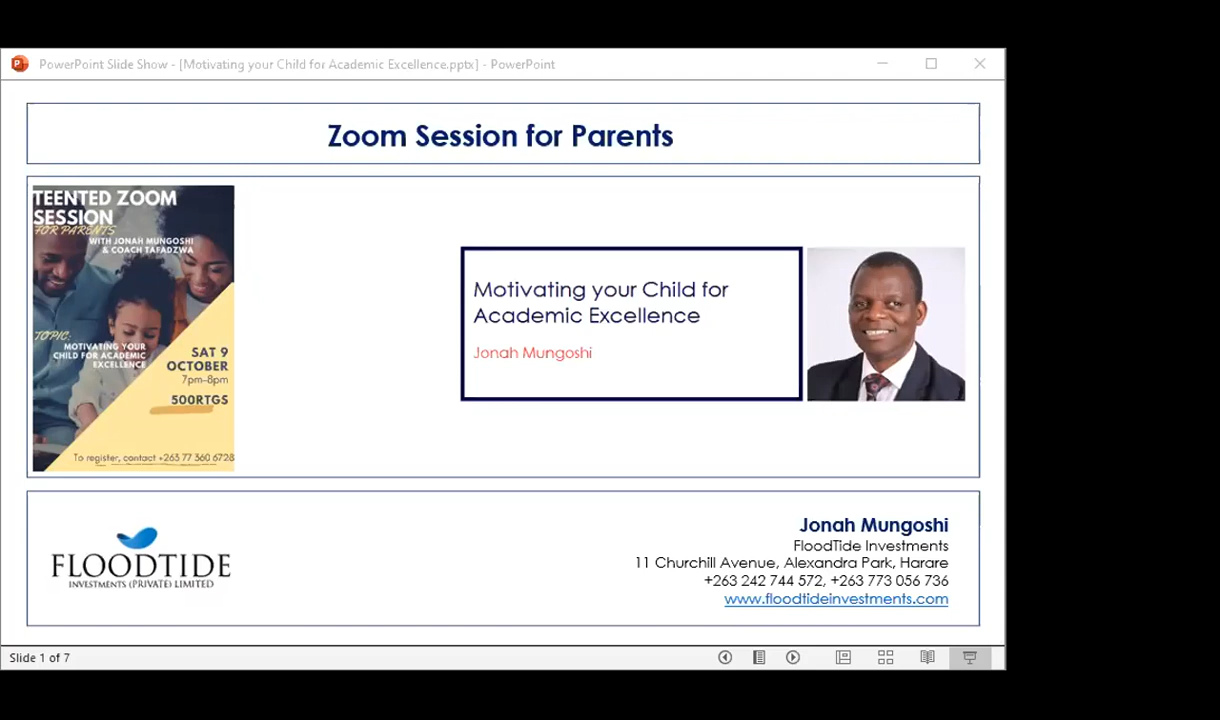 PowerPoint Slide Show - [Motivating your Child for Academic Excellence.pptx] - PowerPoint
Zoom Session for Parents
TEENTED ZOOM
SESSION
FOR PARENTS
WITH JONAH MUNGOSHI
& COACH TAFADZWA
TOPIC:
MOTIVATING YOUR
CHILD FOR ACADEMIC
EXCELLENCE
SAT 9
OCTOBER
7pm-8pm
500RTGS
To register, contact +263 77 360 6728
Motivating your Child for
Academic Excellence
Jonah Mungoshi
FLOODTIDE
INVESTMENTS (PRIVATE) LIMITED
Jonah Mungoshi
FloodTide Investments
11 Churchill Avenue, Alexandra Park, Harare
+263 242 744 572, +263 773 056 736
www.floodtideinvestments.com
Slide 1 of 7